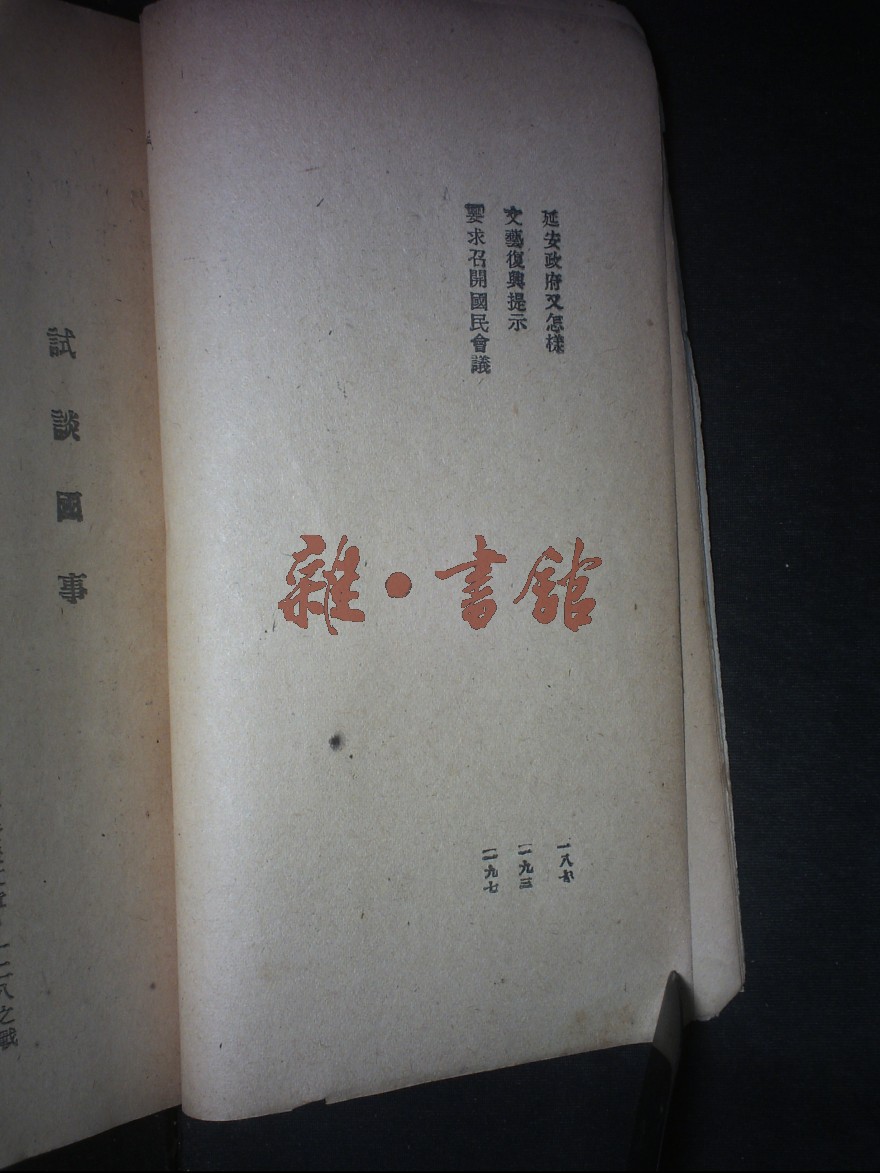 延安政府又怎樣
文藝復興提示
要求召開國民會議
一八六
一九三
一九七
雜·書館
試談國事
一二八之戰